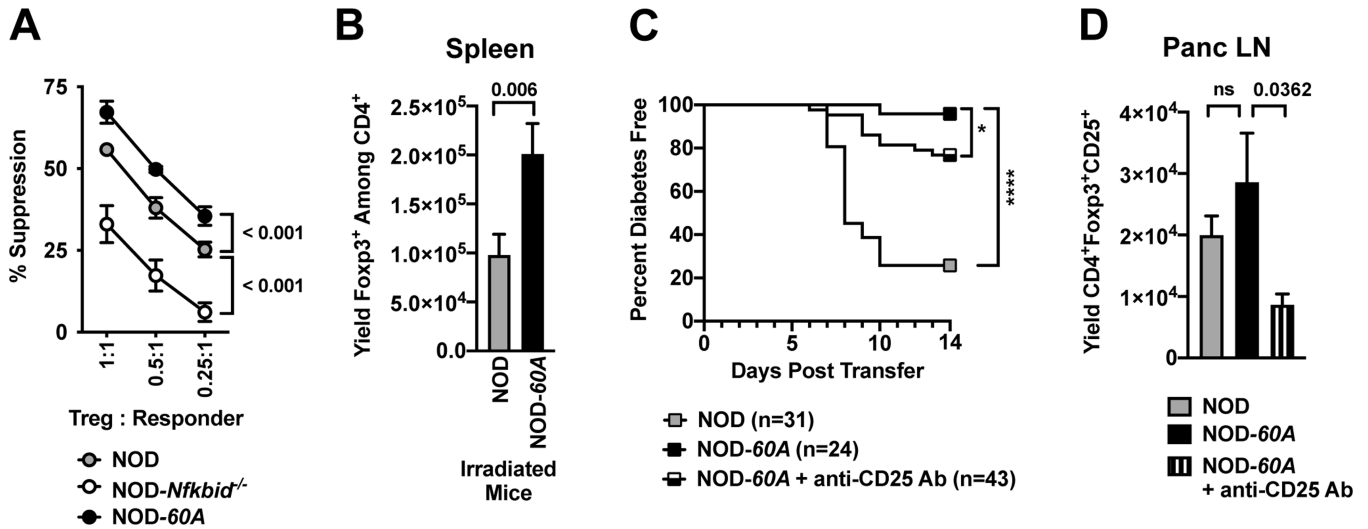 A
% Suppression
75
50
25
0
< 0.001
< 0.001
1:1
0.5:1
0.25:1
Treg : Responder
NOD
NOD-Nfkbid-/-
NOD-60A
B
Spleen
Yield Foxp3+ Among CD4+
0.006
2.5×10⁵
2.0×10⁵
1.5×10⁵
1.0×10⁵
5.0×10⁴
0.0
NOD
NOD-60A
Irradiated
Mice
C
Percent Diabetes Free
100
80
60
40
20
0
*
****
0
5
10
14
Days Post Transfer
NOD (n=31)
NOD-60A (n=24)
NOD-60A + anti-CD25 Ab (n=43)
D
Panc LN
Yield CD4+Foxp3+CD25+
ns
0.0362
4×10⁴
3×10⁴
2×10⁴
1×10⁴
0
NOD
NOD-60A
NOD-60A
+ anti-CD25 Ab